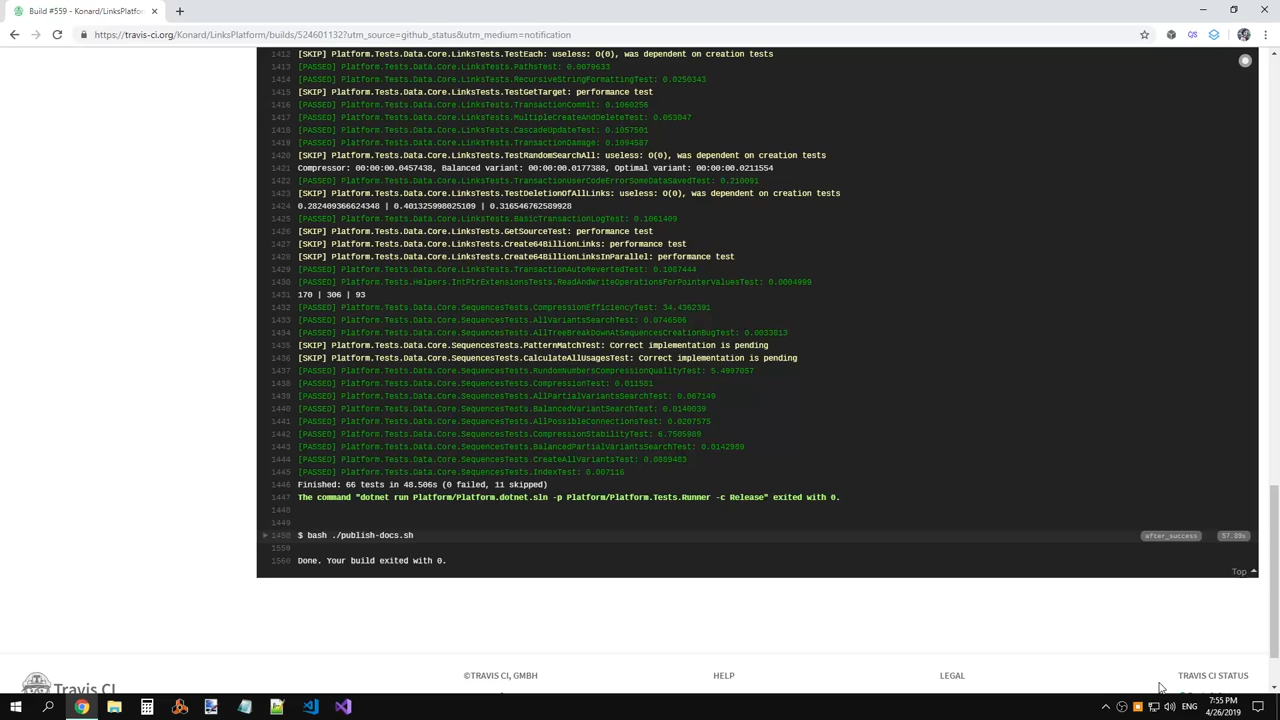 Build #559 - Konard/LinksPlatform
https://travis-ci.org/Konard/LinksPlatform/builds/524601132?utm_source=github_status&utm_medium=notification
1412 [SKIP] Platform.Tests.Data.Core.LinksTests.TestEach: useless: O(0), was dependent on creation tests
1413 [PASSED] Platform.Tests.Data.Core.LinksTests.PathsTest: 0.0079633
1414 [PASSED] Platform.Tests.Data.Core.LinksTests.RecursiveStringFormattingTest: 0.0250343
1415 [SKIP] Platform.Tests.Data.Core.LinksTests.TestGetTarget: performance test
1416 [PASSED] Platform.Tests.Data.Core.LinksTests.TransactionCommit: 0.1060256
1417 [PASSED] Platform.Tests.Data.Core.LinksTests.MultipleCreateAndDeleteTest: 0.053047
1418 [PASSED] Platform.Tests.Data.Core.LinksTests.CascadeUpdateTest: 0.1057501
1419 [PASSED] Platform.Tests.Data.Core.LinksTests.TransactionDamage: 0.1094587
1420 [SKIP] Platform.Tests.Data.Core.LinksTests.TestRandomSearchAll: useless: O(0), was dependent on creation tests
1421 Compressor: 00:00:00.0457438, Balanced variant: 00:00:00.0177388, Optimal variant: 00:00:00.0211554
1422 [PASSED] Platform.Tests.Data.Core.LinksTests.TransactionUserCodeErrorSomeDataSavedTest: 0.210091
1423 [SKIP] Platform.Tests.Data.Core.LinksTests.TestDeletionOfAllLinks: useless: O(0), was dependent on creation tests
1424 0.282409366624348 | 0.401325998025109 | 0.316546762589928
1425 [PASSED] Platform.Tests.Data.Core.LinksTests.BasicTransactionLogTest: 0.1061409
1426 [SKIP] Platform.Tests.Data.Core.LinksTests.GetSourceTest: performance test
1427 [SKIP] Platform.Tests.Data.Core.LinksTests.Create64BillionLinks: performance test
1428 [SKIP] Platform.Tests.Data.Core.LinksTests.Create64BillionLinksInParallel: performance test
1429 [PASSED] Platform.Tests.Data.Core.LinksTests.TransactionAutoRevertedTest: 0.1087444
1430 [PASSED] Platform.Tests.Helpers.IntPtrExtensionsTests.ReadAndWriteOperationsForPointerValuesTest: 0.0004999
1431 170 | 306 | 93
1432 [PASSED] Platform.Tests.Data.Core.SequencesTests.CompressionEfficiencyTest: 34.4362391
1433 [PASSED] Platform.Tests.Data.Core.SequencesTests.AllVariantsSearchTest: 0.0746506
1434 [PASSED] Platform.Tests.Data.Core.SequencesTests.AllTreeBreakDownAtSequencesCreationBugTest: 0.0033813
1435 [SKIP] Platform.Tests.Data.Core.SequencesTests.PatternMatchTest: Correct implementation is pending
1436 [SKIP] Platform.Tests.Data.Core.SequencesTests.CalculateAllUsagesTest: Correct implementation is pending
1437 [PASSED] Platform.Tests.Data.Core.SequencesTests.RundomNumbersCompressionQualityTest: 5.4997057
1438 [PASSED] Platform.Tests.Data.Core.SequencesTests.CompressionTest: 0.011581
1439 [PASSED] Platform.Tests.Data.Core.SequencesTests.AllPartialVariantsSearchTest: 0.067149
1440 [PASSED] Platform.Tests.Data.Core.SequencesTests.BalancedVariantSearchTest: 0.0140039
1441 [PASSED] Platform.Tests.Data.Core.SequencesTests.AllPossibleConnectionsTest: 0.0207575
1442 [PASSED] Platform.Tests.Data.Core.SequencesTests.CompressionStabilityTest: 6.7505989
1443 [PASSED] Platform.Tests.Data.Core.SequencesTests.BalancedPartialVariantsSearchTest: 0.0142989
1444 [PASSED] Platform.Tests.Data.Core.SequencesTests.CreateAllVariantsTest: 0.0089483
1445 [PASSED] Platform.Tests.Data.Core.SequencesTests.IndexTest: 0.007116
1446 Finished: 66 tests in 48.506s (0 failed, 11 skipped)
1447 The command "dotnet run Platform/Platform.dotnet.sln -p Platform/Platform.Tests.Runner -c Release" exited with 0.
1448
1449
1450 $ bash ./publish-docs.sh after_success 57.89s
1559
1560 Done. Your build exited with 0.
Top
©TRAVIS CI, GMBH HELP LEGAL TRAVIS CI STATUS
Travis CI
ENG 7:55 PM
4/26/2019